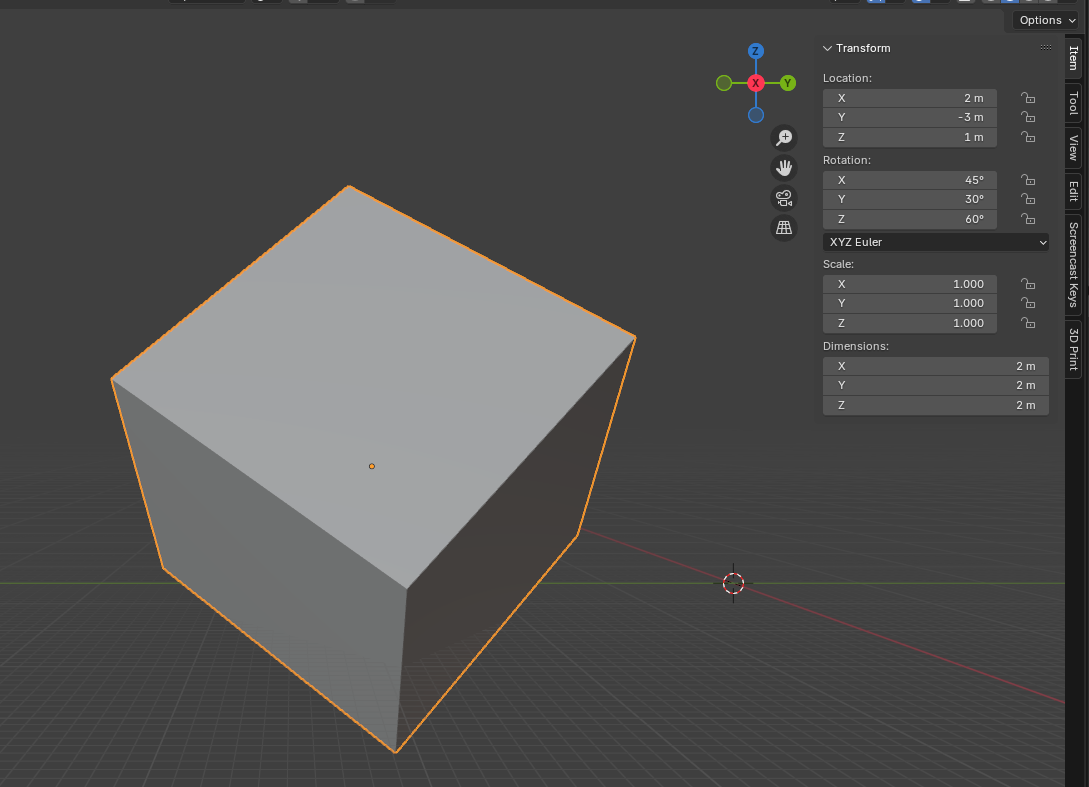 Options
Z
X
Y
Transform
Location:
X 2 m
Y -3 m
Z 1 m
Rotation:
X 45°
Y 30°
Z 60°
XYZ Euler
Scale:
X 1.000
Y 1.000
Z 1.000
Dimensions:
X 2 m
Y 2 m
Z 2 m
Item
Tool
View
Edit
Screencast Keys
3D Print